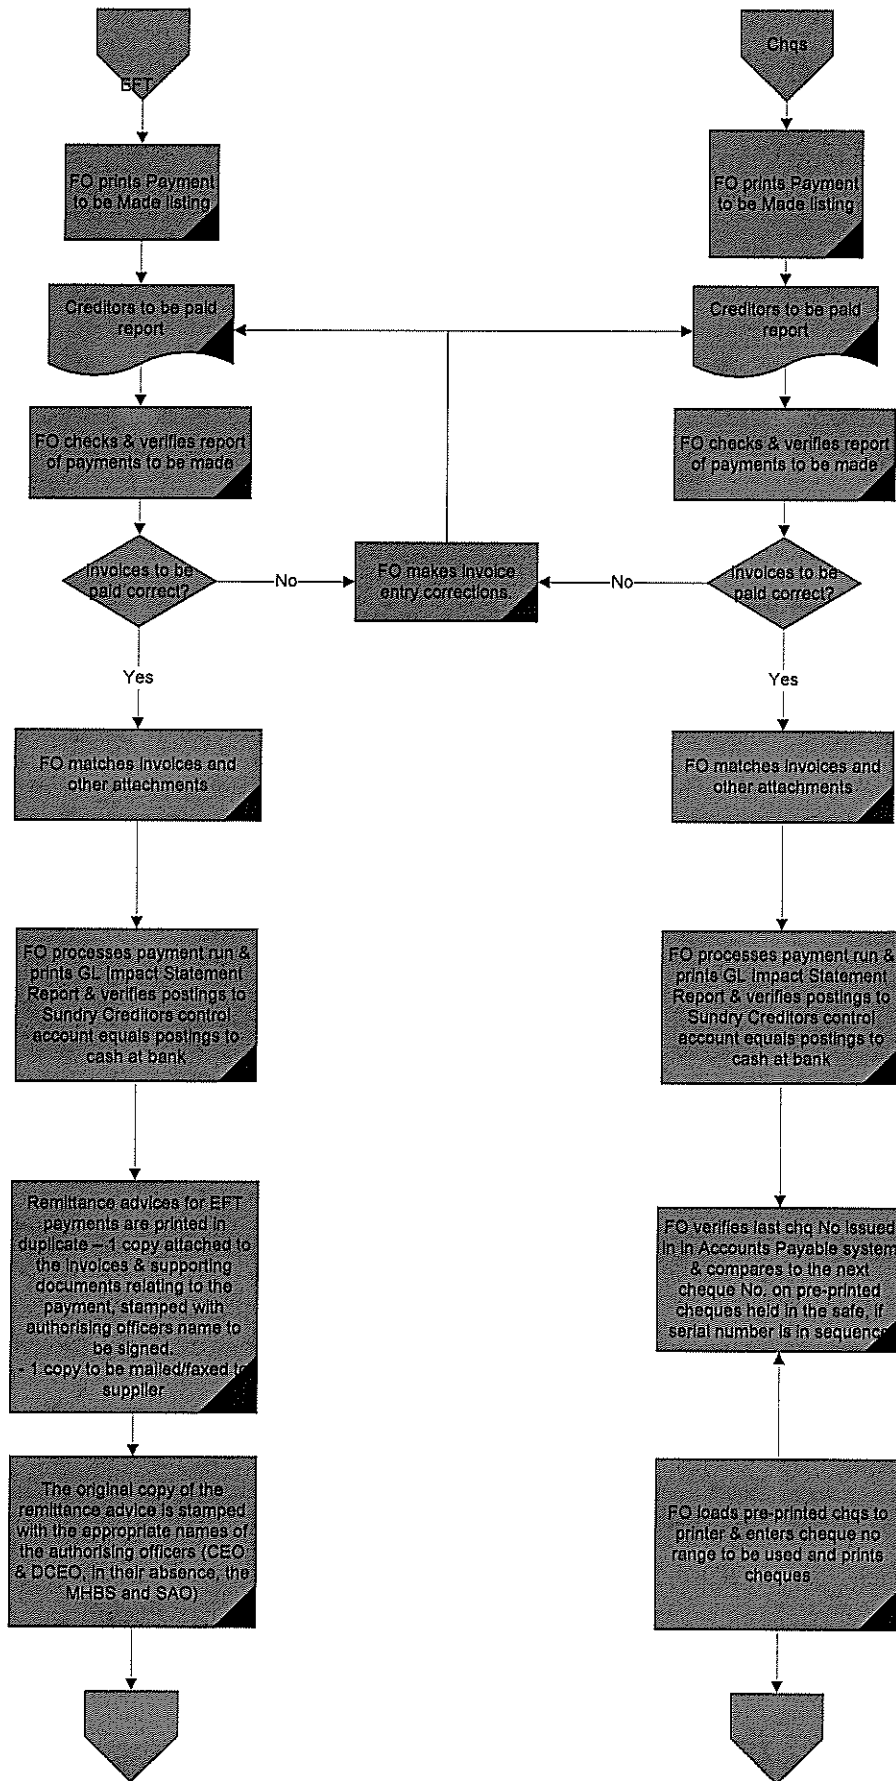 EFT
FO prints Payment
to be Made listing
Creditors to be paid
report
FO checks & verifies report
of payments to be made
Invoices to be
paid correct?
No
Yes
FO matches invoices and
other attachments
FO processes payment run &
prints GL Impact Statement
Report & verifies postings to
Sundry Creditors control
account equals postings to
cash at bank
Remittance advices for EFT
payments are printed in
duplicate – 1 copy attached to
the invoices & supporting
documents relating to the
payment, stamped with
authorising officers name to
be signed.
- 1 copy to be mailed/faxed to
supplier
The original copy of the
remittance advice is stamped
with the appropriate names of
the authorising officers (CEO
& DCEO, in their absence, the
MHBS and SAO)
FO makes invoice
entry corrections.
Chqs
FO prints Payment
to be Made listing
Creditors to be paid
report
FO checks & verifies report
of payments to be made
Invoices to be
paid correct?
No
Yes
FO matches invoices and
other attachments
FO processes payment run &
prints GL Impact Statement
Report & verifies postings to
Sundry Creditors control
account equals postings to
cash at bank
FO verifies last chq No issued
in in Accounts Payable system
& compares to the next
cheque No. on pre-printed
cheques held in the safe, if
serial number is in sequence
FO loads pre-printed chqs to
printer & enters cheque no
range to be used and prints
cheques